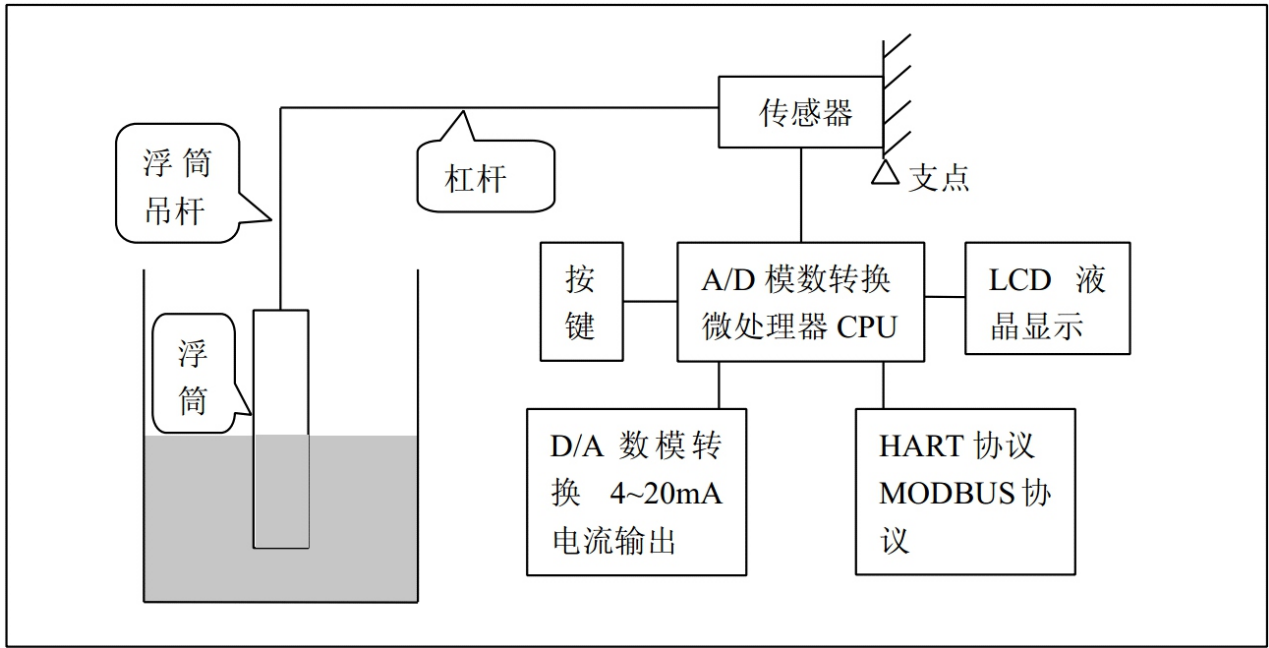 传感器
支点
浮筒
吊杆
杠杆
按
键
A/D 模数转换
微处理器 CPU
LCD 液
晶显示
浮
筒
D/A 数模转
换 4~20mA
电流输出
HART 协议
MODBUS 协
议